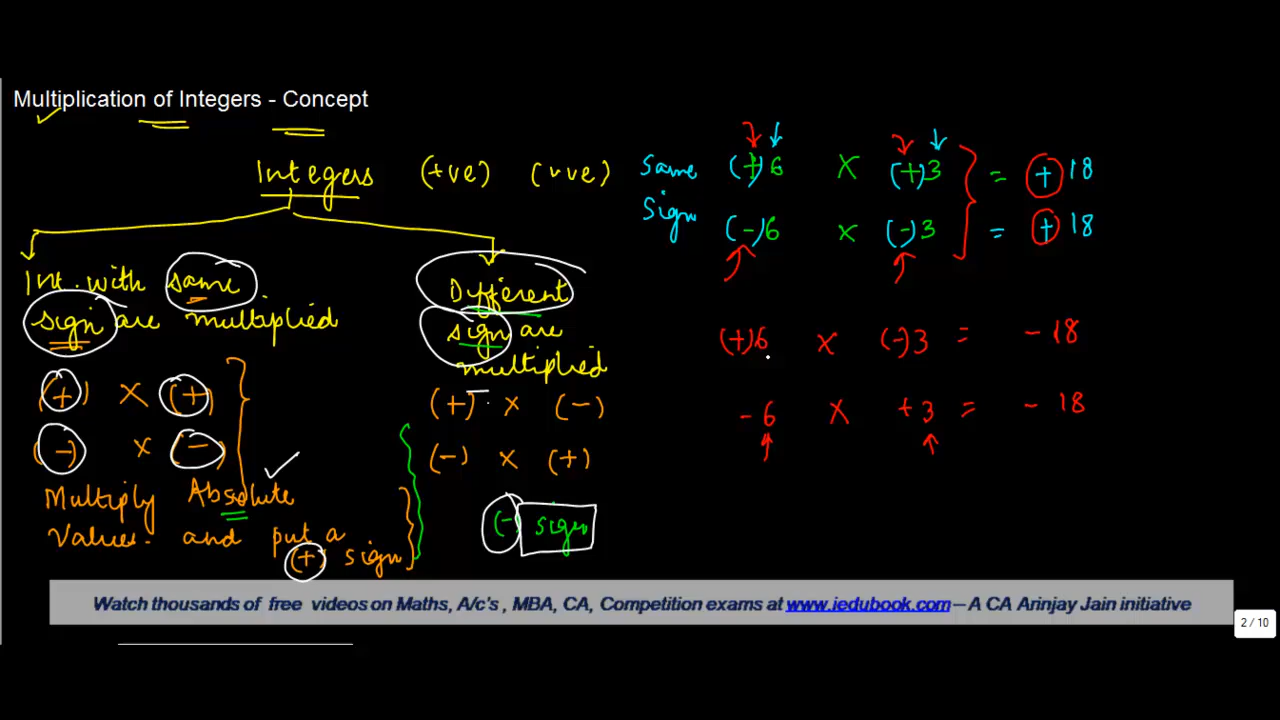 Multiplication of Integers - Concept
Integers (+ve) (-ve)
Int. with same
sign are multiplied
(+) X (+)
(-) x (-)
Multiply Absolute
Values. and put a
(+) sign
Different
sign are
multiplied
(+) x (-)
(-) x (+)
(-) sign
Same (+)6 X (+)3 = + 18
Sign (-)6 x (-)3 = + 18
(+)6 x (-)3 = - 18
- 6 X + 3 = - 18
Watch thousands of free videos on Maths, A/c's , MBA, CA, Competition exams at www.iedubook.com – A CA Arinjay Jain initiative
2 / 10